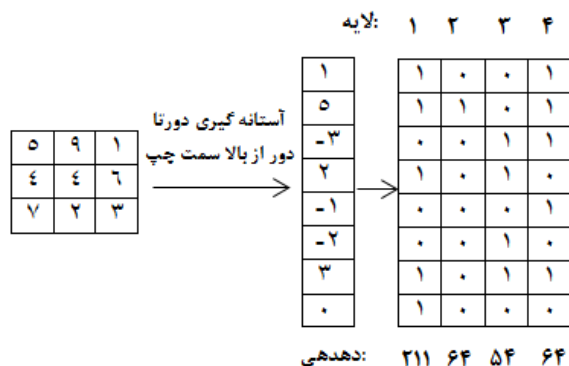 لایه: ۱ ۲ ۳ ۴
آستانه گیری دورتا
دور از بالا سمت چپ
۵ ۹ ۱
٤ ٤ ٦
۷ ۲ ۳
۱
۵
-۳
۲
-۱
-۲
۳
۰
۱ ۰ ۰ ۱
۱ ۱ ۰ ۱
۰ ۰ ۱ ۱
۱ ۰ ۱ ۰
۰ ۰ ۰ ۱
۰ ۰ ۱ ۰
۱ ۰ ۱ ۱
۱ ۰ ۰ ۰
دهدهی: ۲۱۱ ۶۴ ۵۴ ۶۴